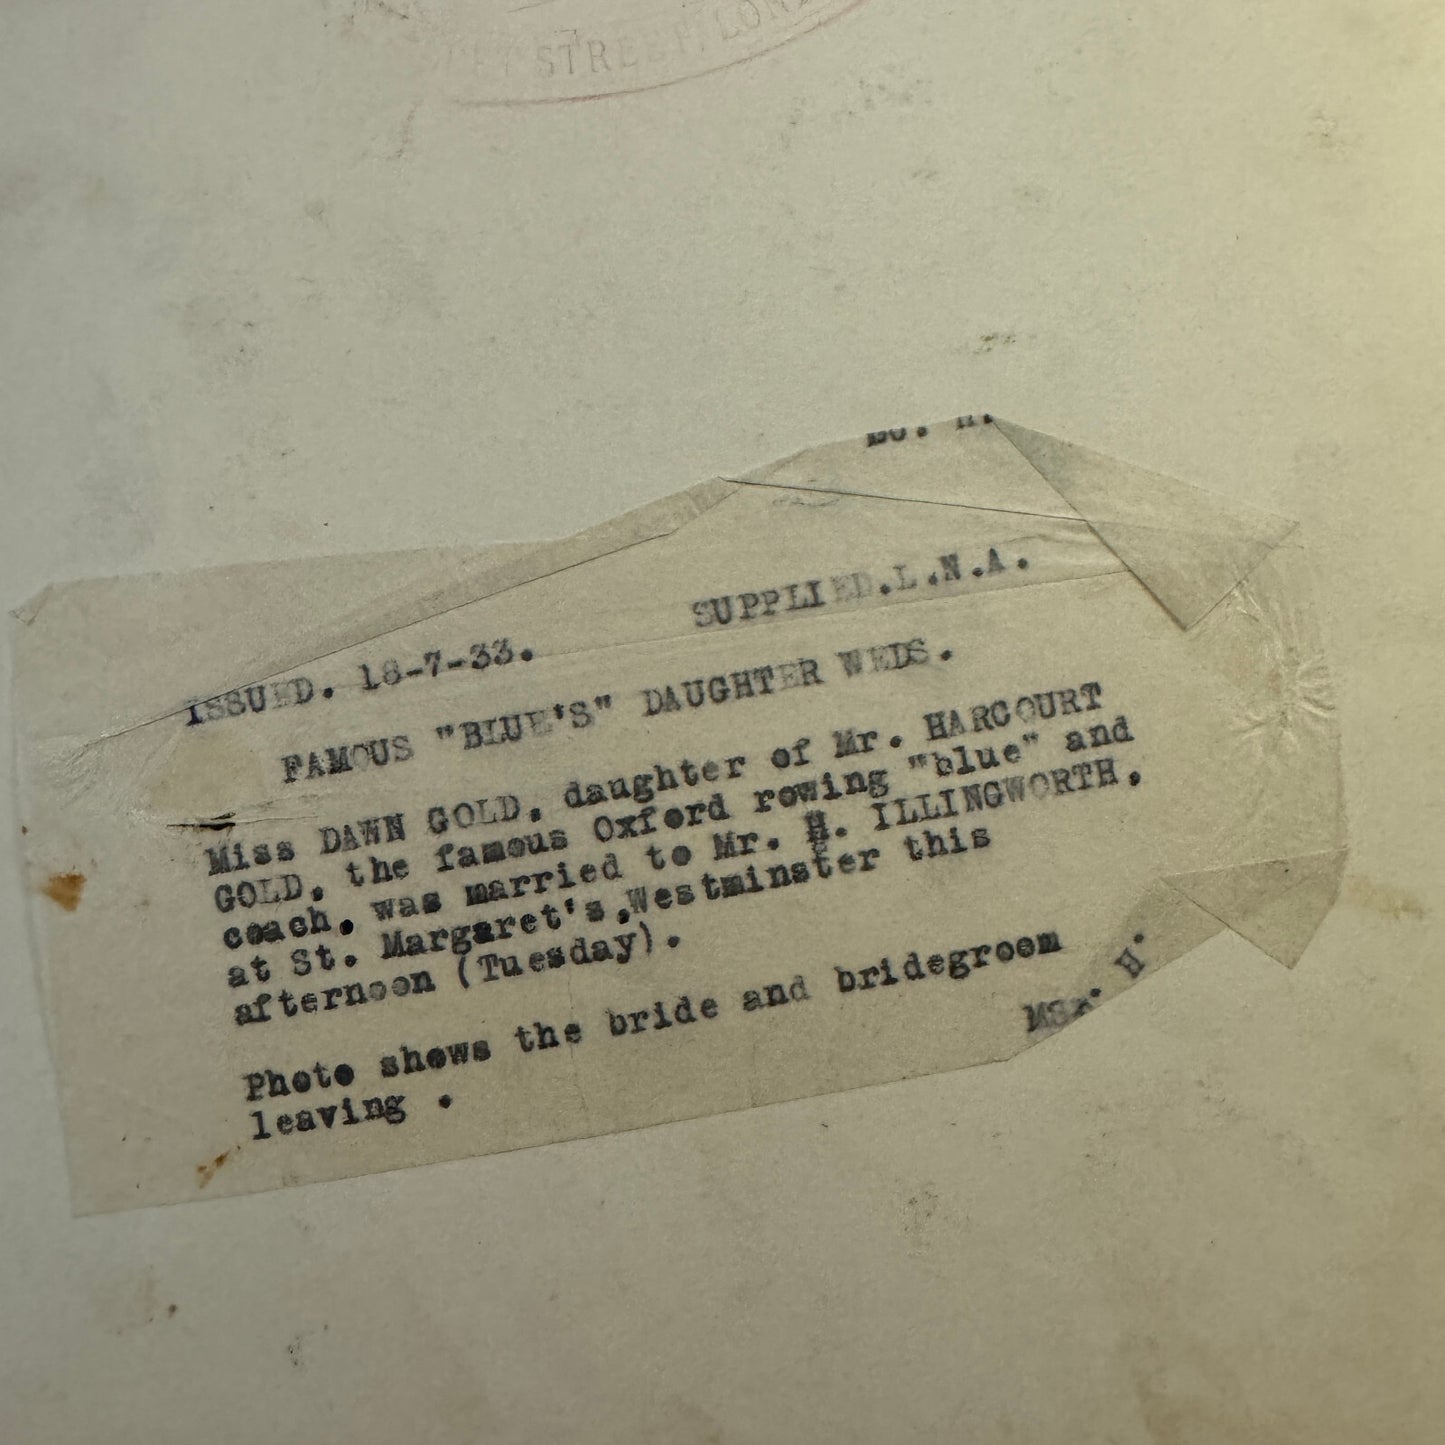 STREET, LON
ISSUED. 18-7-33. SUPPLIED.L.N.A.
FAMOUS "BLUE'S" DAUGHTER WEDS.
Miss DAWN GOLD, daughter of Mr. HARCOURT
GOLD, the famous Oxford rowing "blue" and
coach, was married to Mr. H. ILLINGWORTH,
at St. Margaret's,Westminster this
afternoon (Tuesday).
Photo shows the bride and bridegroom
leaving .
H.